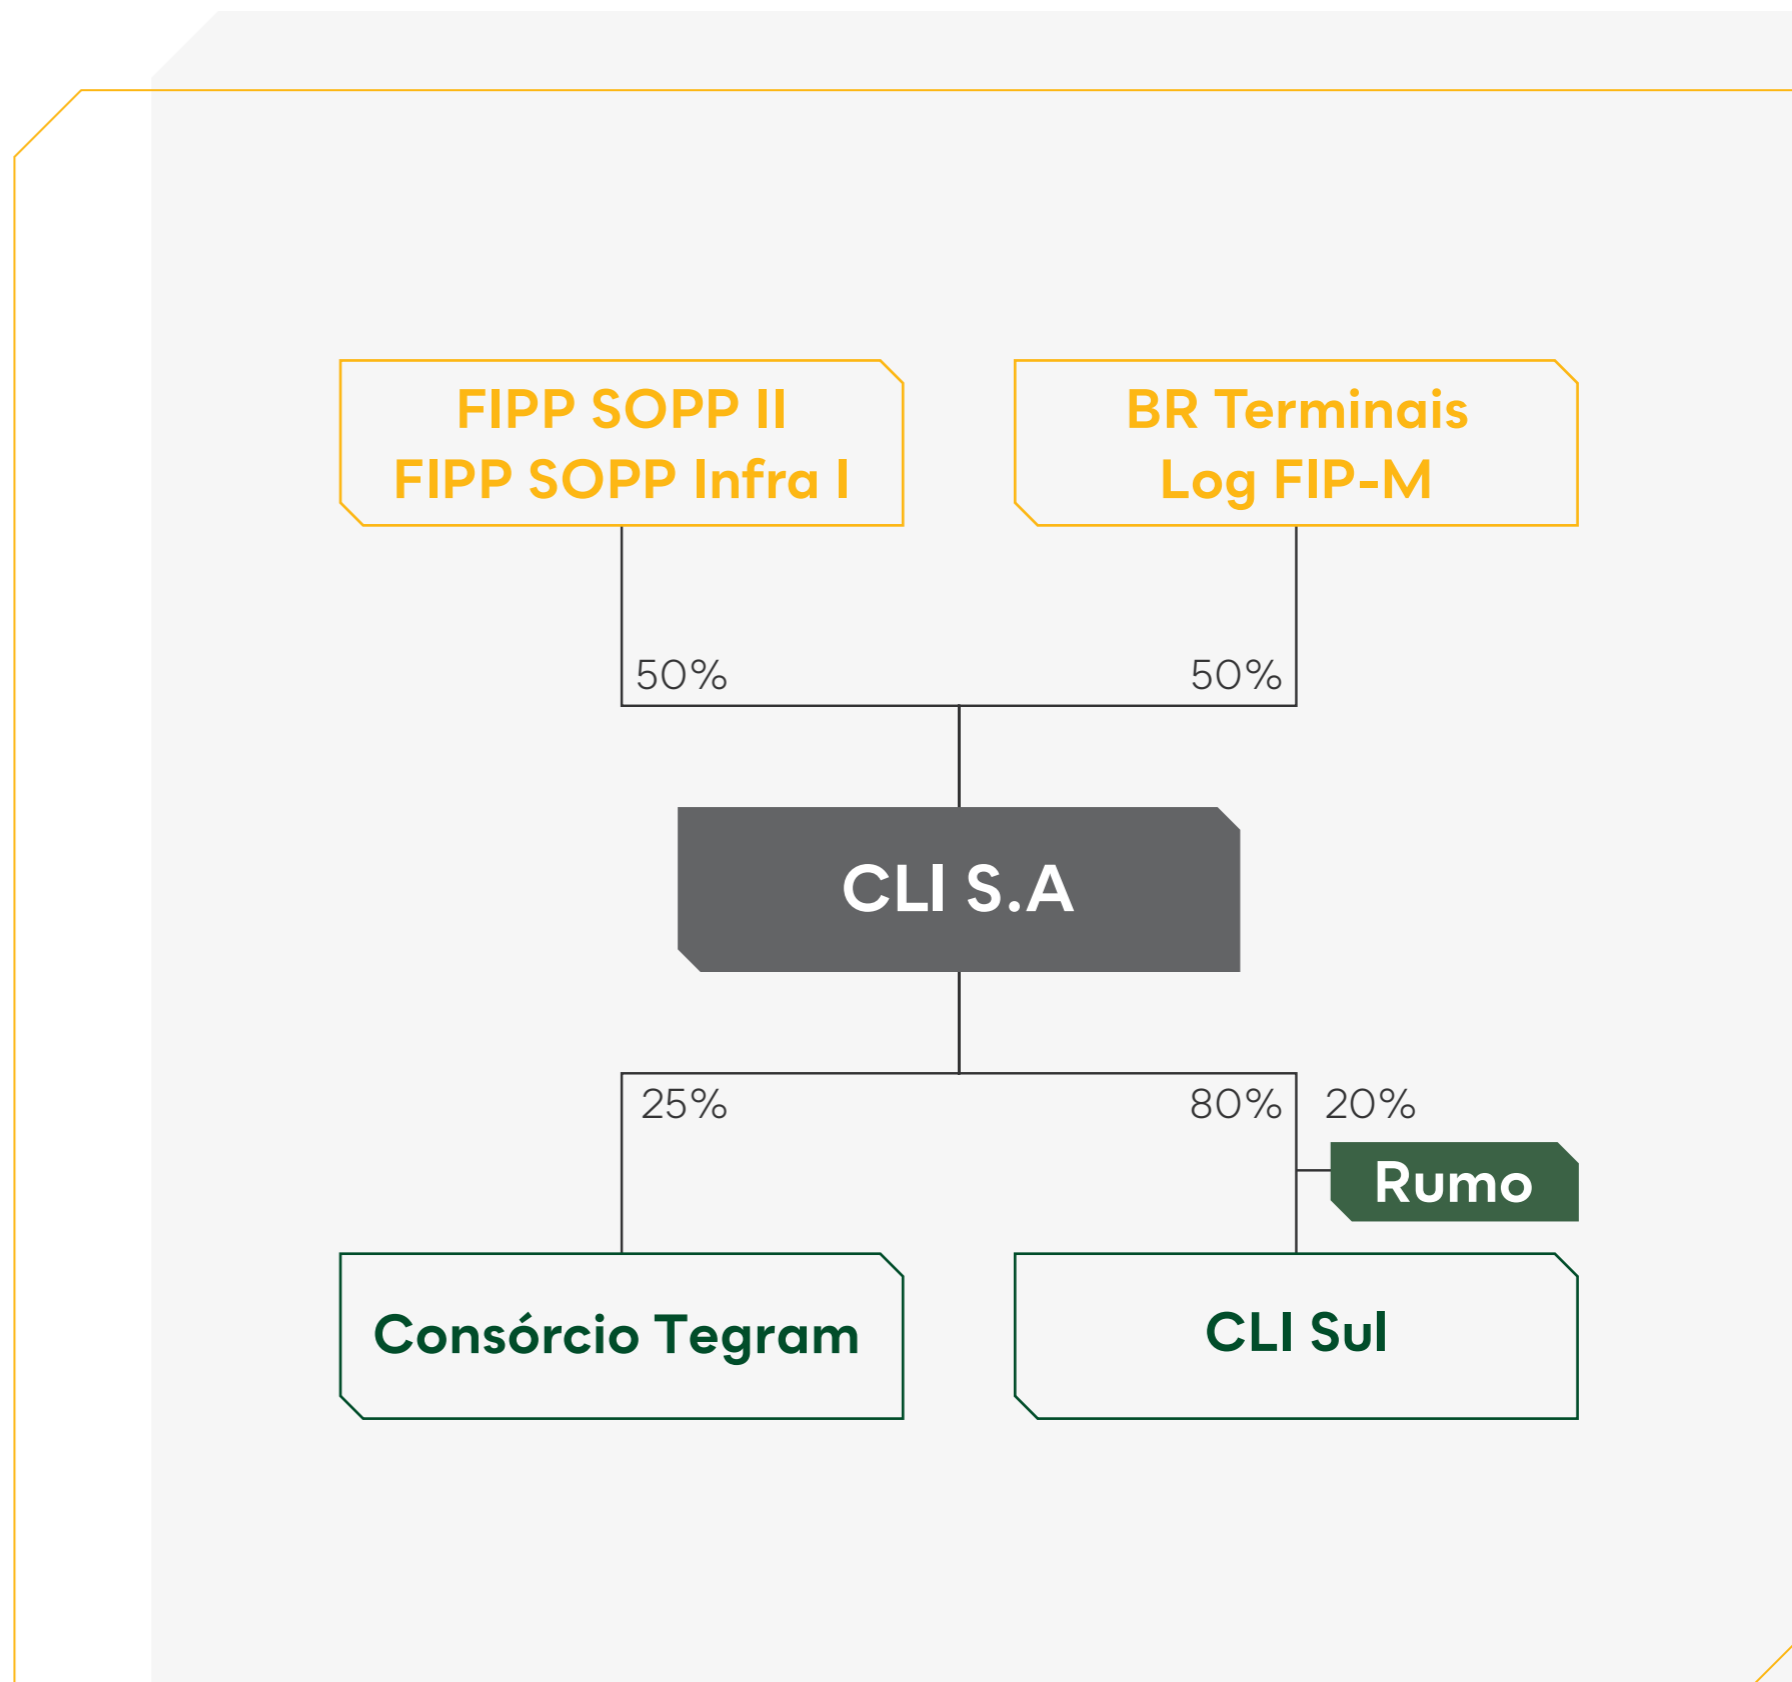 FIPP SOPP II
FIPP SOPP Infra I
BR Terminais
Log FIP-M
50%
50%
CLI S.A
25%
80%
20%
Rumo
Consórcio Tegram
CLI Sul